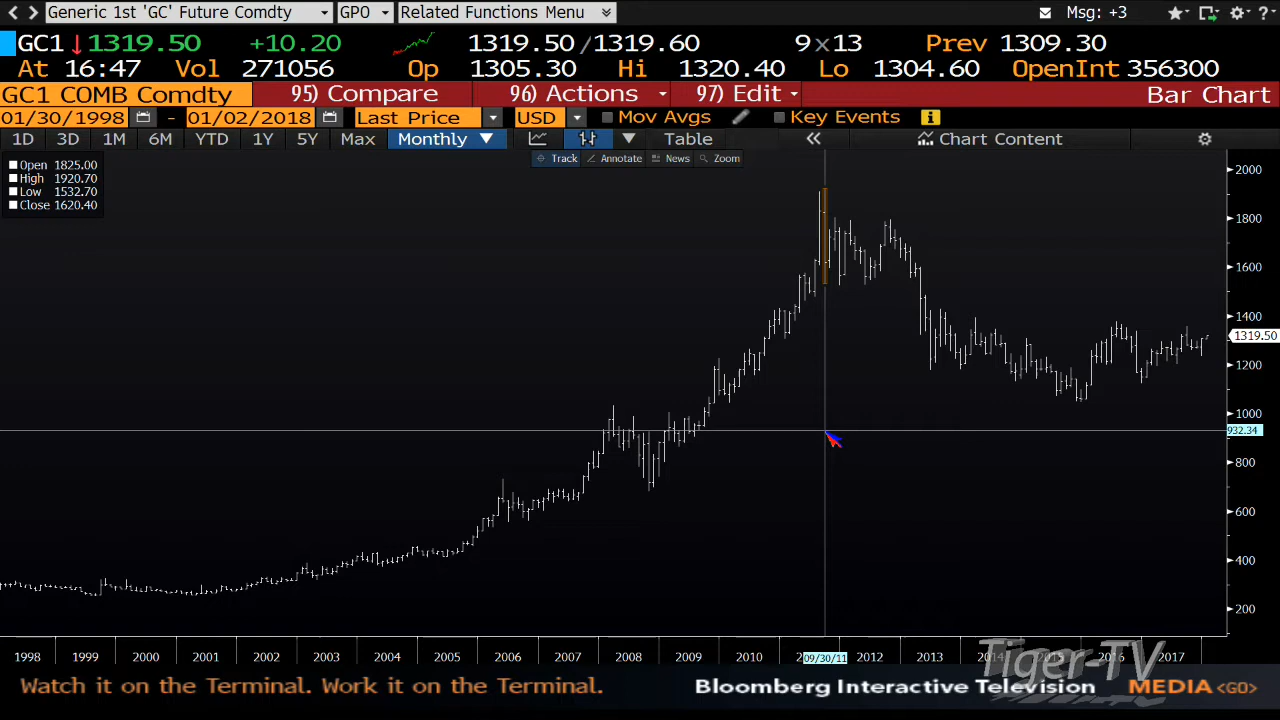 Generic 1st 'GC' Future Comdty GPO Related Functions Menu Msg: +3
GC1 ↓1319.50 +10.20 1319.50/1319.60 9x13 Prev 1309.30
At 16:47 Vol 271056 Op 1305.30 Hi 1320.40 Lo 1304.60 OpenInt 356300
GC1 COMB Comdty 95) Compare 96) Actions 97) Edit Bar Chart
01/30/1998 - 01/02/2018 Last Price USD Mov Avgs Key Events
1D 3D 1M 6M YTD 1Y 5Y Max Monthly ▼ Table « Chart Content
Track Annotate News Zoom
Open 1825.00
High 1920.70
Low 1532.70
Close 1620.40
2000
1800
1600
1400
1319.50
1200
1000
932.34
800
600
400
200
1998 1999 2000 2001 2002 2003 2004 2005 2006 2007 2008 2009 2010 09/30/11 2012 2013 2014 2015 2016 2017
Tiger-TV
Watch it on the Terminal. Work it on the Terminal. Bloomberg Interactive Television MEDIA <GO>